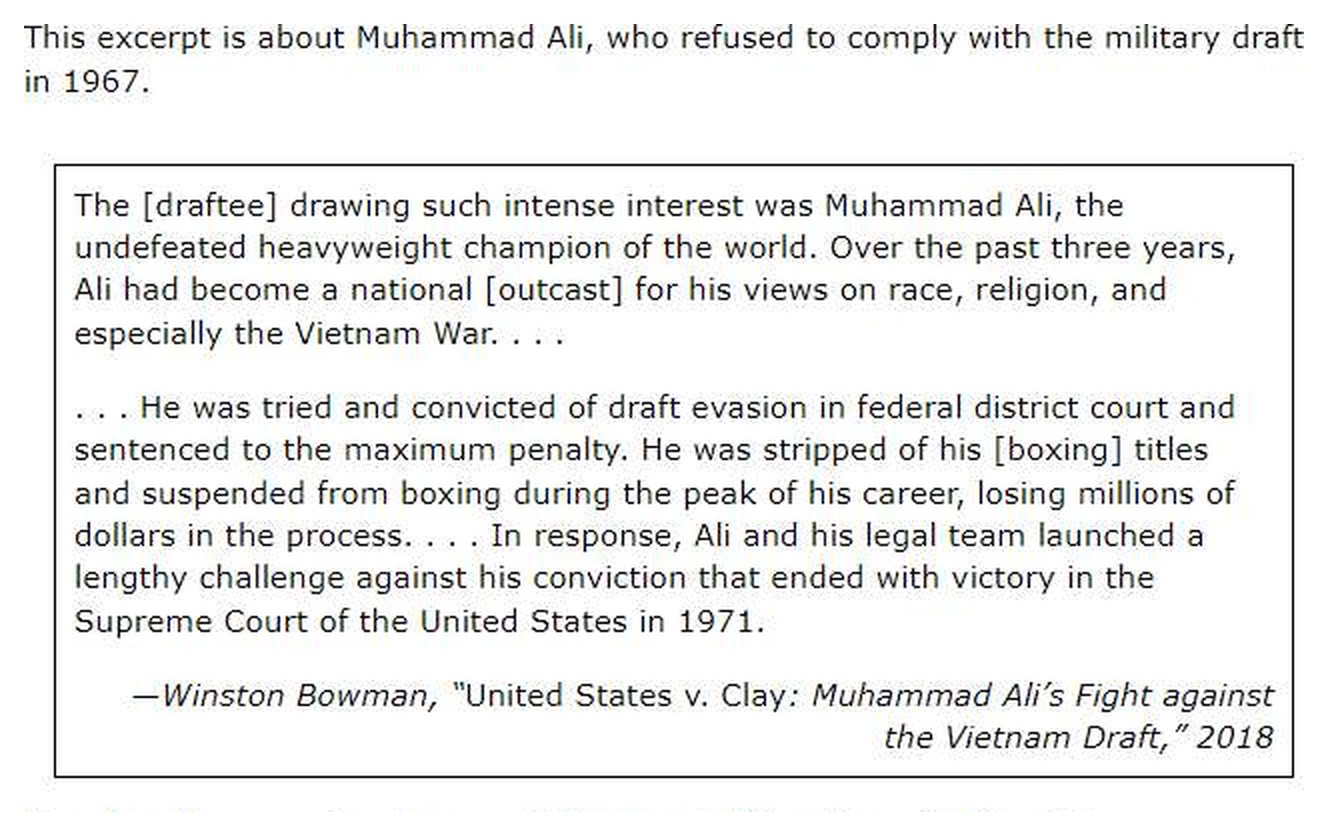 This excerpt is about Muhammad Ali, who refused to comply with the military draft
in 1967.
The [draftee] drawing such intense interest was Muhammad Ali, the
undefeated heavyweight champion of the world. Over the past three years,
Ali had become a national [outcast] for his views on race, religion, and
especially the Vietnam War. . . .
. . . He was tried and convicted of draft evasion in federal district court and
sentenced to the maximum penalty. He was stripped of his [boxing] titles
and suspended from boxing during the peak of his career, losing millions of
dollars in the process. . . . In response, Ali and his legal team launched a
lengthy challenge against his conviction that ended with victory in the
Supreme Court of the United States in 1971.
—Winston Bowman, “United States v. Clay: Muhammad Ali’s Fight against
the Vietnam Draft,” 2018